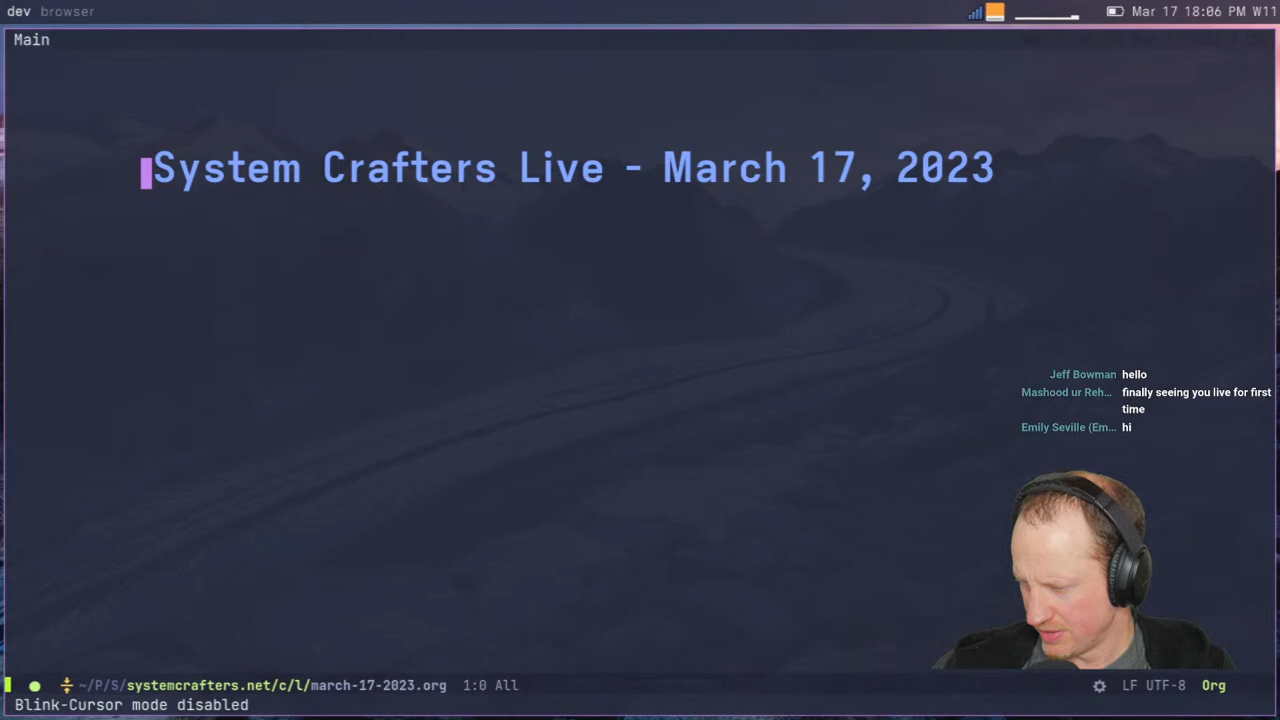 dev browser
Mar 17 18:06 PM W11
Main
System Crafters Live - March 17, 2023
Jeff Bowman hello
Mashood ur Reh… finally seeing you live for first
time
Emily Seville (Em… hi
~/P/S/systemcrafters.net/c/l/march-17-2023.org 1:0 All
LF UTF-8 Org
Blink-Cursor mode disabled